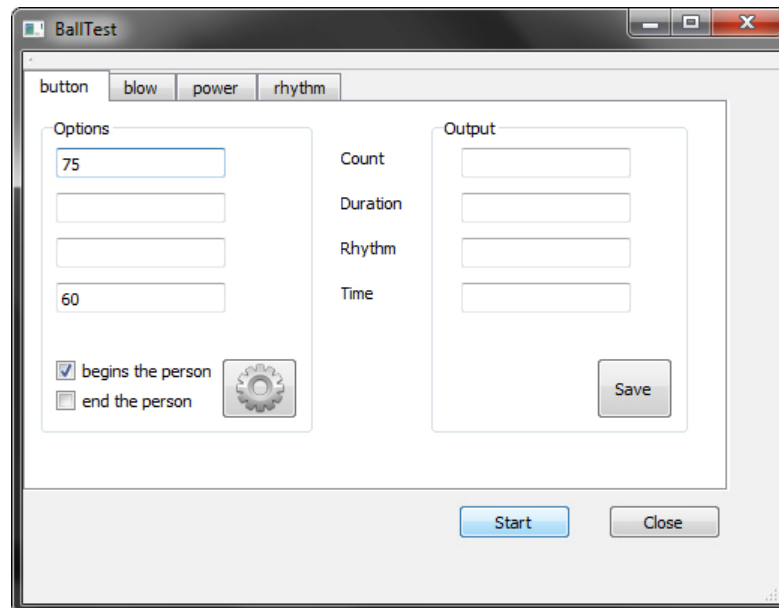 BallTest
button blow power rhythm
Options Output
75 Count
Duration
Rhythm
60 Time
begins the person
end the person
Save
Start Close